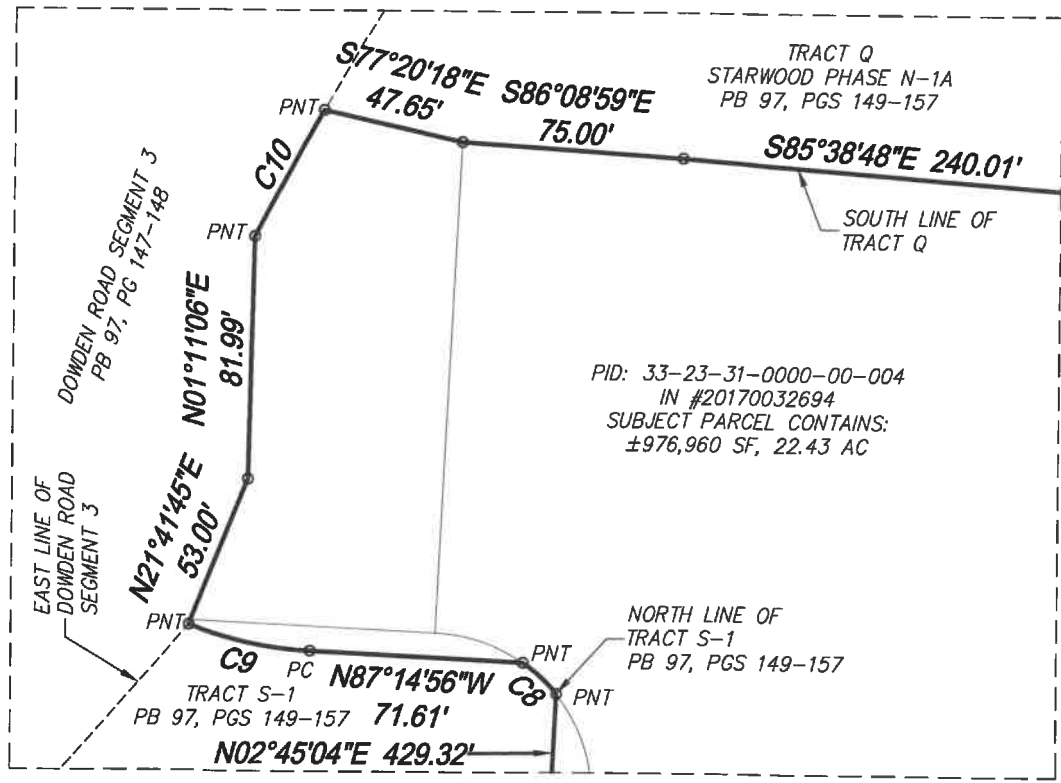 TRACT Q
STARWOOD PHASE N-1A
PB 97, PGS 149-157
S77°20'18"E
47.65'
S86°08'59"E
75.00'
S85°38'48"E 240.01'
SOUTH LINE OF
TRACT Q
PNT
C10
PNT
DOWDEN ROAD SEGMENT 3
PB 97, PG 147-148
N01°11'06"E
81.99'
PID: 33-23-31-0000-00-004
IN #20170032694
SUBJECT PARCEL CONTAINS:
±976,960 SF, 22.43 AC
N21°41'45"E
53.00'
EAST LINE OF
DOWDEN ROAD
SEGMENT 3
PNT
C9
PC
N87°14'56"W
71.61'
PNT
C8
PNT
NORTH LINE OF
TRACT S-1
PB 97, PGS 149-157
TRACT S-1
PB 97, PGS 149-157
N02°45'04"E 429.32'